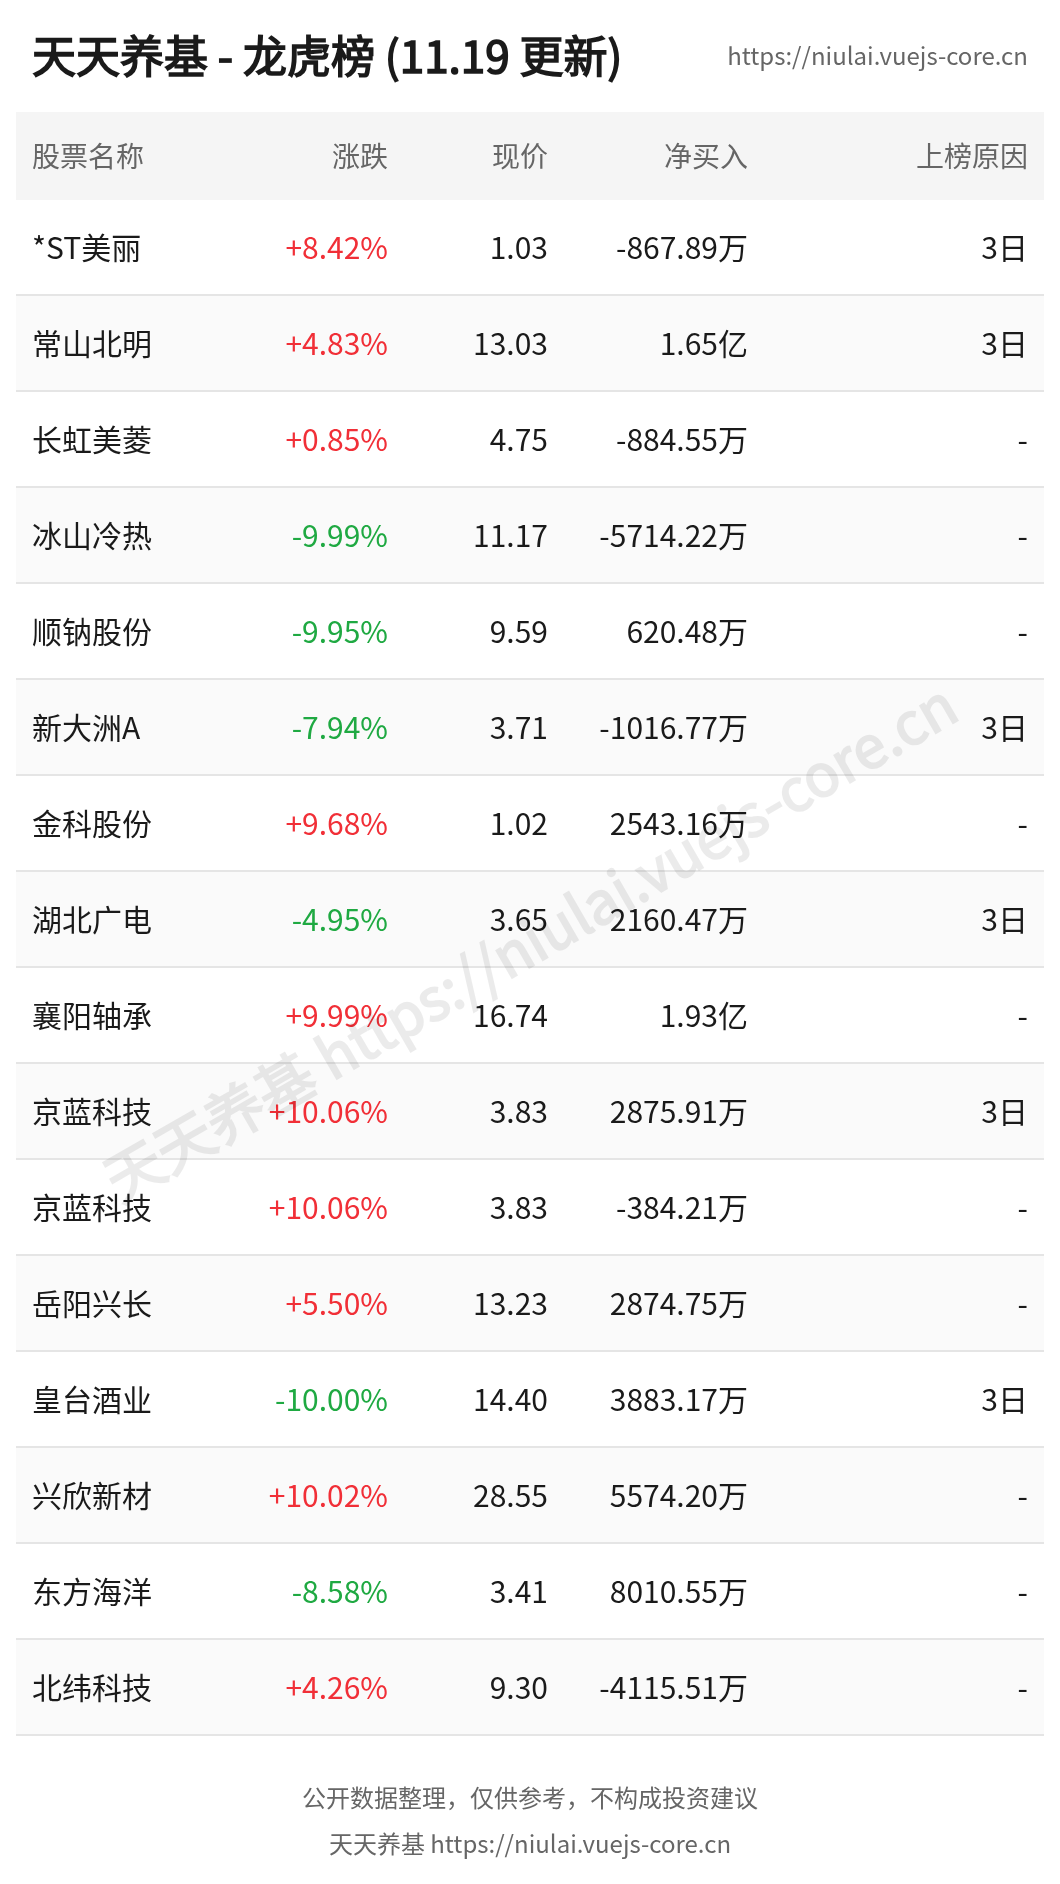 天天养基 - 龙虎榜 (11.19 更新) https://niulai.vuejs-core.cn
股票名称 涨跌 现价 净买入 上榜原因
*ST美丽 +8.42% 1.03 -867.89万 3日
常山北明 +4.83% 13.03 1.65亿 3日
长虹美菱 +0.85% 4.75 -884.55万 -
冰山冷热 -9.99% 11.17 -5714.22万 -
顺钠股份 -9.95% 9.59 620.48万 -
新大洲A -7.94% 3.71 -1016.77万 3日
金科股份 +9.68% 1.02 2543.16万 -
湖北广电 -4.95% 3.65 2160.47万 3日
襄阳轴承 +9.99% 16.74 1.93亿 -
京蓝科技 +10.06% 3.83 2875.91万 3日
京蓝科技 +10.06% 3.83 -384.21万 -
岳阳兴长 +5.50% 13.23 2874.75万 -
皇台酒业 -10.00% 14.40 3883.17万 3日
兴欣新材 +10.02% 28.55 5574.20万 -
东方海洋 -8.58% 3.41 8010.55万 -
北纬科技 +4.26% 9.30 -4115.51万 -
天天养基 https://niulai.vuejs-core.cn
公开数据整理，仅供参考，不构成投资建议
天天养基 https://niulai.vuejs-core.cn